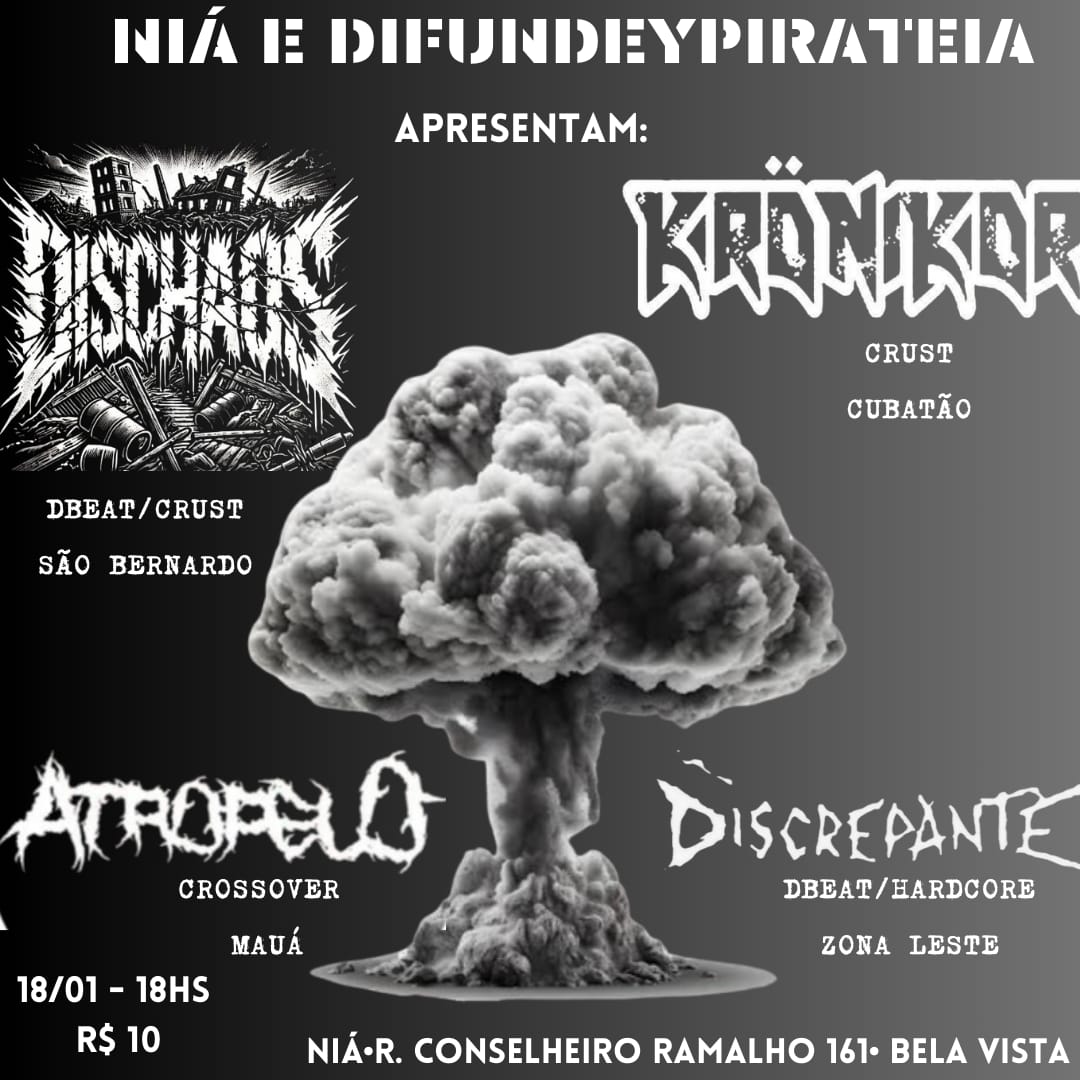 NIÁ E DIFUNDEYPIRATEIA
APRESENTAM:
DISCHAOS
DBEAT/CRUST
SÃO BERNARDO
KRÖNIKOR
CRUST
CUBATÃO
ATROPELO
CROSSOVER
MAUÁ
DISCREPANTE
DBEAT/HARDCORE
ZONA LESTE
18/01 - 18HS
R$ 10
NIÁ•R. CONSELHEIRO RAMALHO 161• BELA VISTA